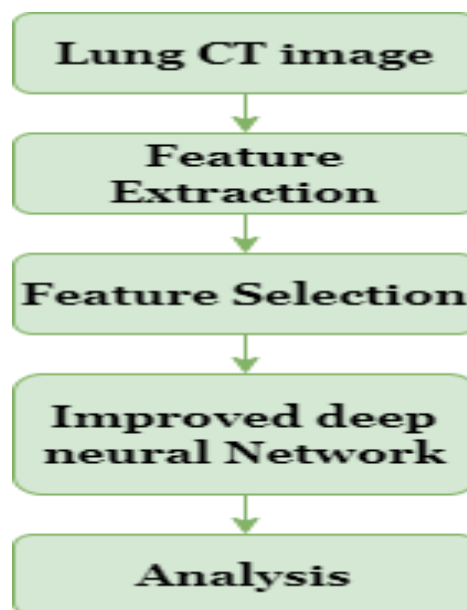 Lung CT image
Feature
Extraction
Feature Selection
Improved deep
neural Network
Analysis